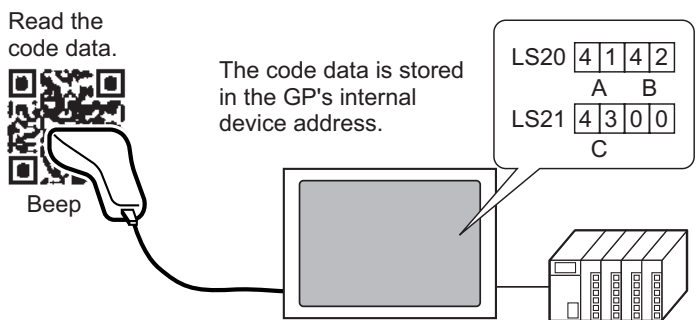 Read the
code data.
Beep
The code data is stored
in the GP's internal
device address.
LS20 4 1 4 2
A B
LS21 4 3 0 0
C